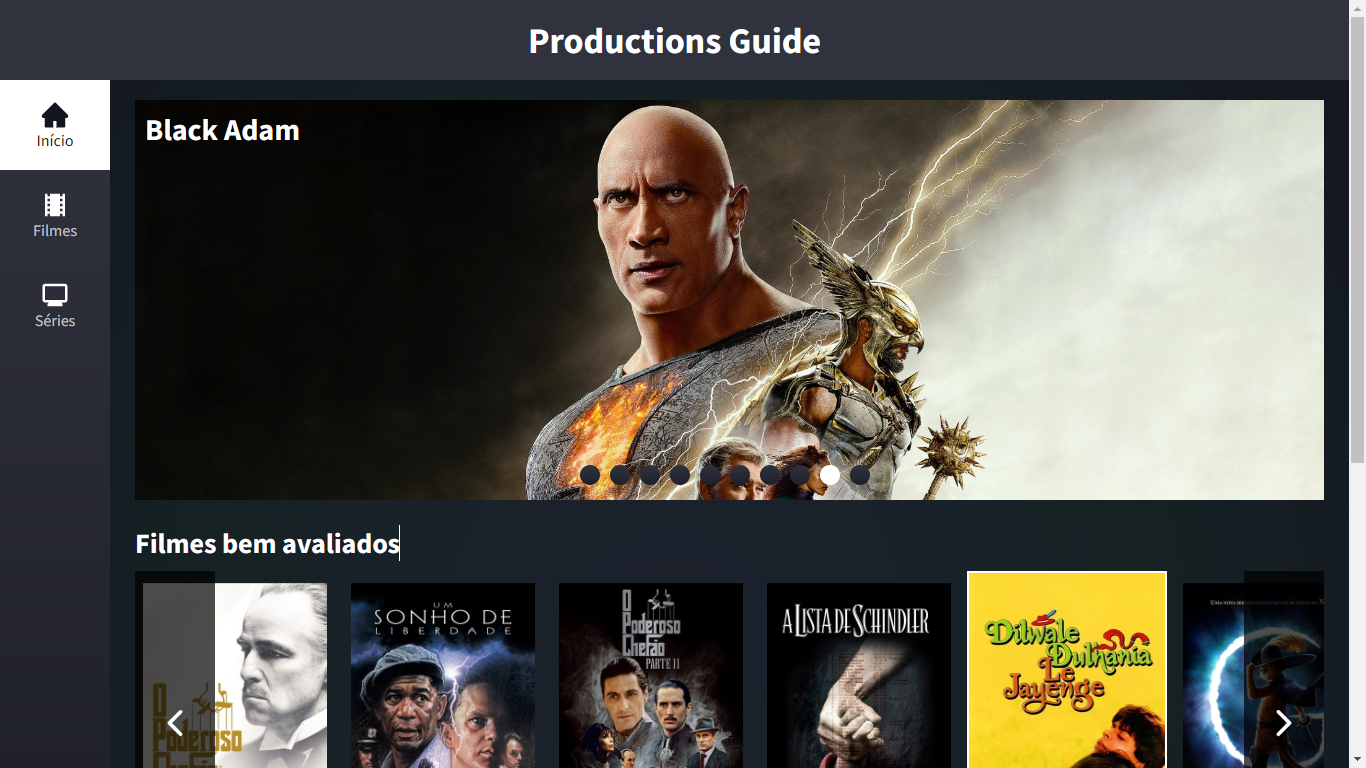 Productions Guide
Início
Filmes
Séries
Black Adam
Filmes bem avaliados
O
Poderoso
Chefão
UM
SONHO DE
LIBERDADE
O
Poderoso
Chefão
PARTE II
A LISTA DE SCHINDLER
Dilwale
Dulhania
Le
Jayenge